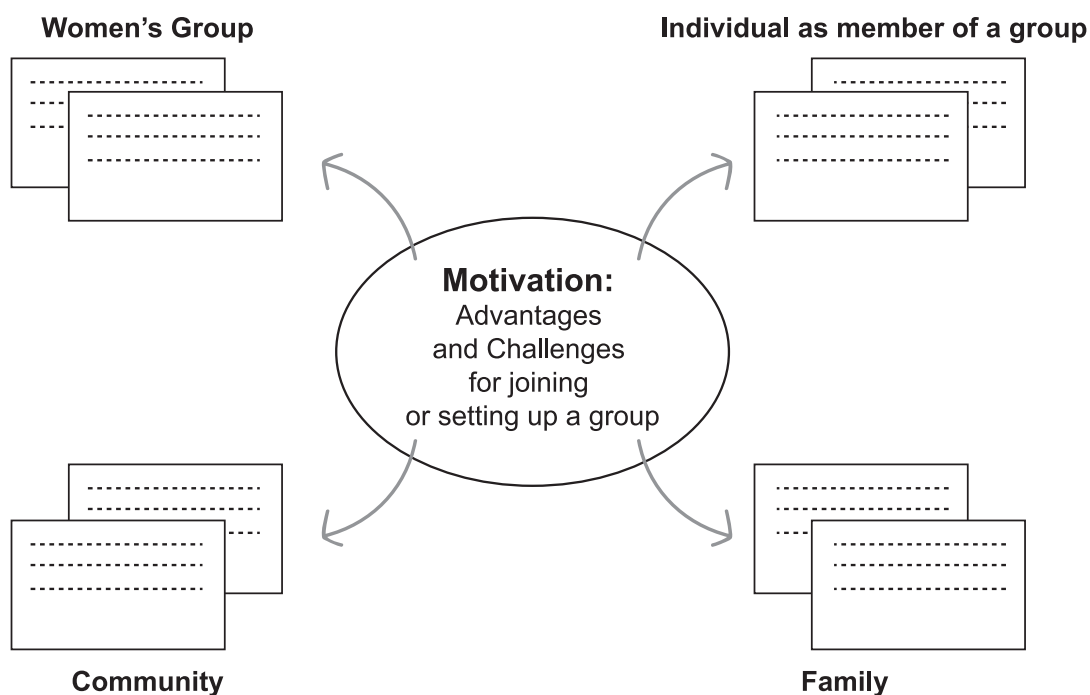 Women’s Group
Individual as member of a group
Motivation:
Advantages
and Challenges
for joining
or setting up a group
Community
Family